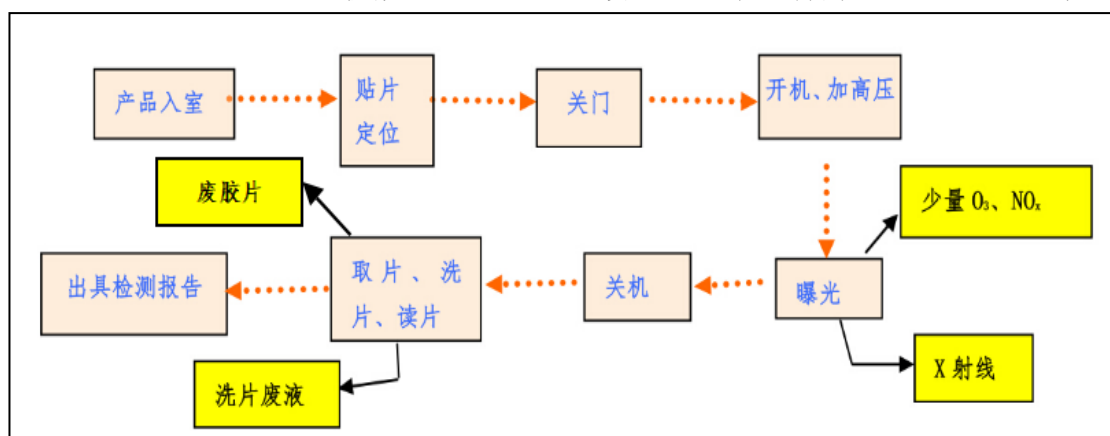 产品入室
贴片
定位
关门
开机、加高压
废胶片
少量 O₃、NOₓ
出具检测报告
取片、洗
片、读片
关机
曝光
洗片废液
X 射线